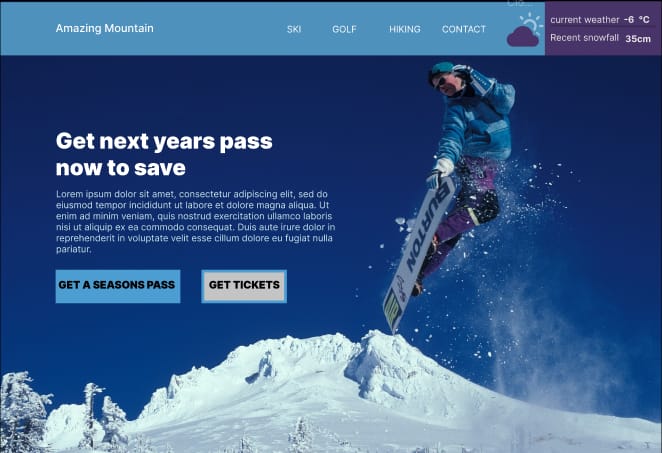 Amazing Mountain
SKI GOLF HIKING CONTACT
current weather -6 °C
Recent snowfall 35cm
Get next years pass
now to save
Lorem ipsum dolor sit amet, consectetur adipiscing elit, sed do
eiusmod tempor incididunt ut labore et dolore magna aliqua. Ut
enim ad minim veniam, quis nostrud exercitation ullamco laboris
nisi ut aliquip ex ea commodo consequat. Duis aute irure dolor in
reprehenderit in voluptate velit esse cillum dolore eu fugiat nulla
pariatur.
GET A SEASONS PASS
GET TICKETS
BURTON